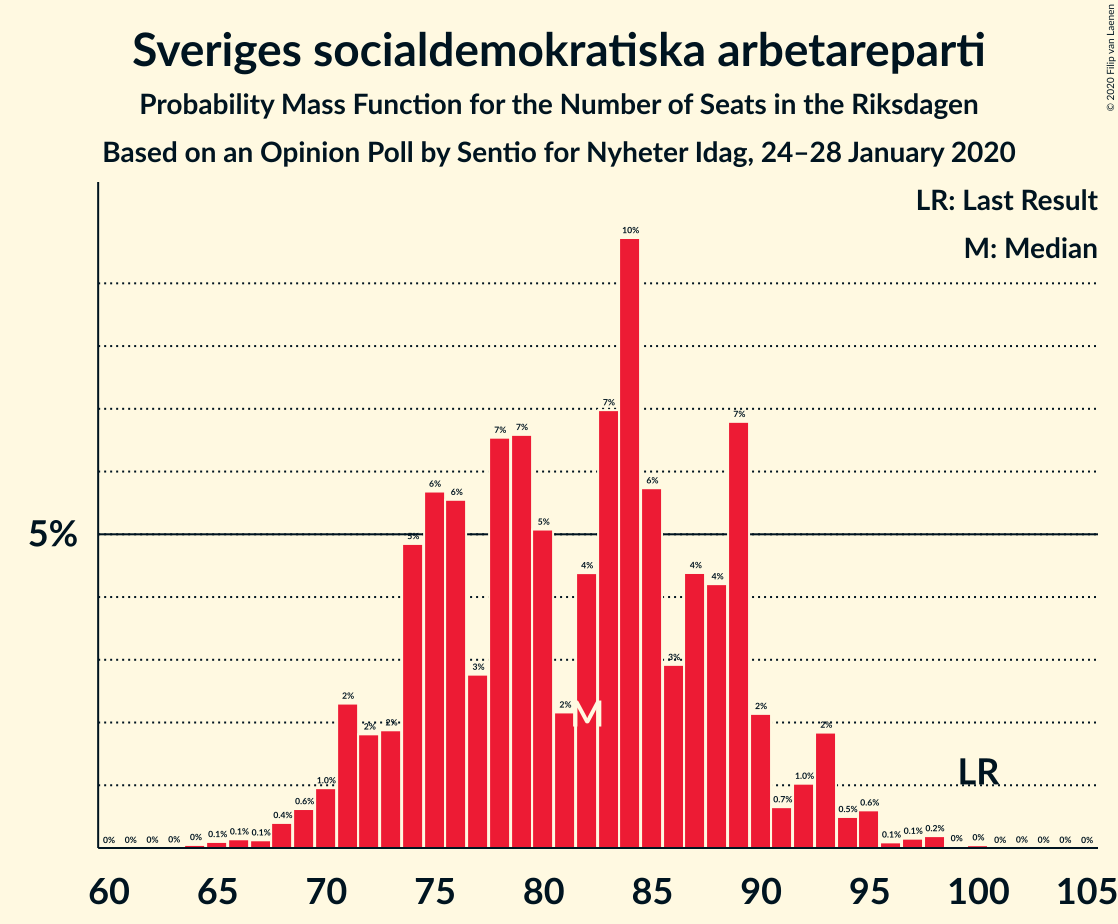 © 2020 Filip van Laenen
Sveriges socialdemokratiska arbetareparti
Probability Mass Function for the Number of Seats in the Riksdagen
Based on an Opinion Poll by Sentio for Nyheter Idag, 24–28 January 2020
LR: Last Result
M: Median
5%
0% 0% 0% 0% 0% 0.1% 0.1% 0.1% 0.4% 0.6% 1.0% 2% 2% 2% 5% 6% 6% 3% 7% 7% 5% 2% 4% 7% 10% 6% 3% 4% 4% 7% 2% 0.7% 1.0% 2% 0.5% 0.6% 0.1% 0.1% 0.2% 0% 0% 0% 0% 0% 0% 0%
M
LR
60 65 70 75 80 85 90 95 100 105